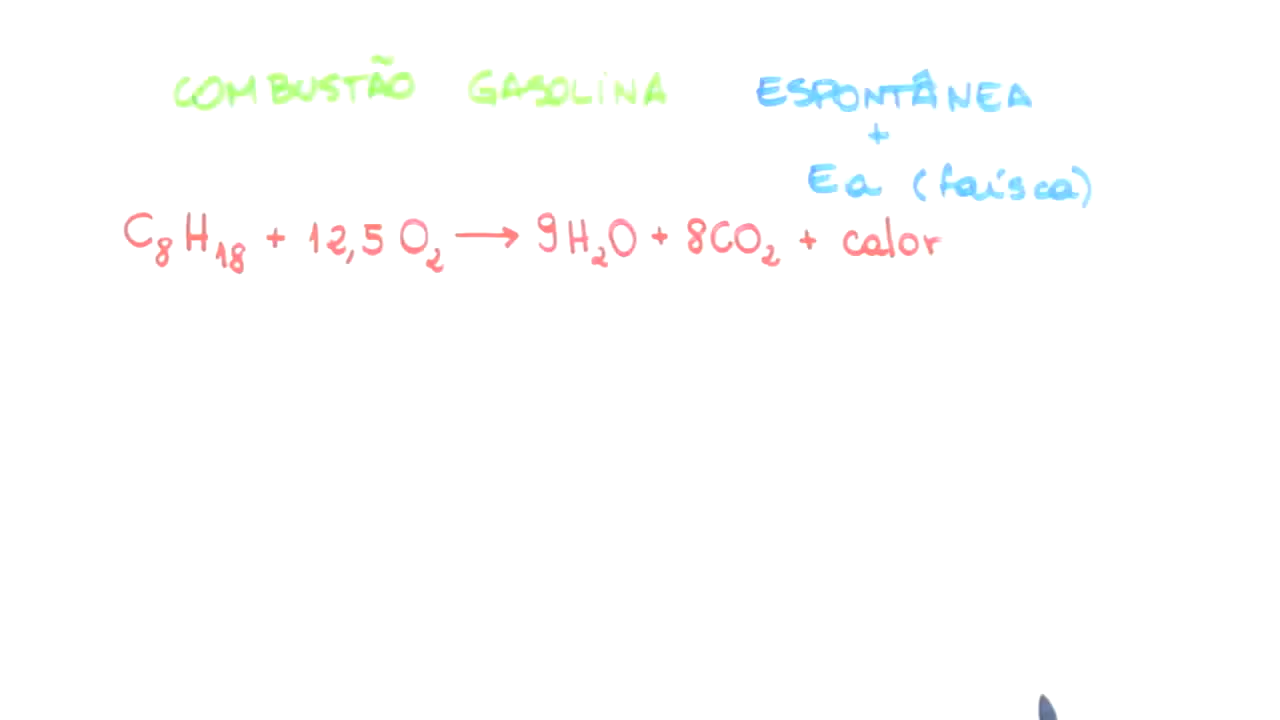 COMBUSTÃO GASOLINA ESPONTÂNEA
+
Ea (faísca)
C₈H₁₈ + 12,5 O₂ → 9H₂O + 8CO₂ + calor